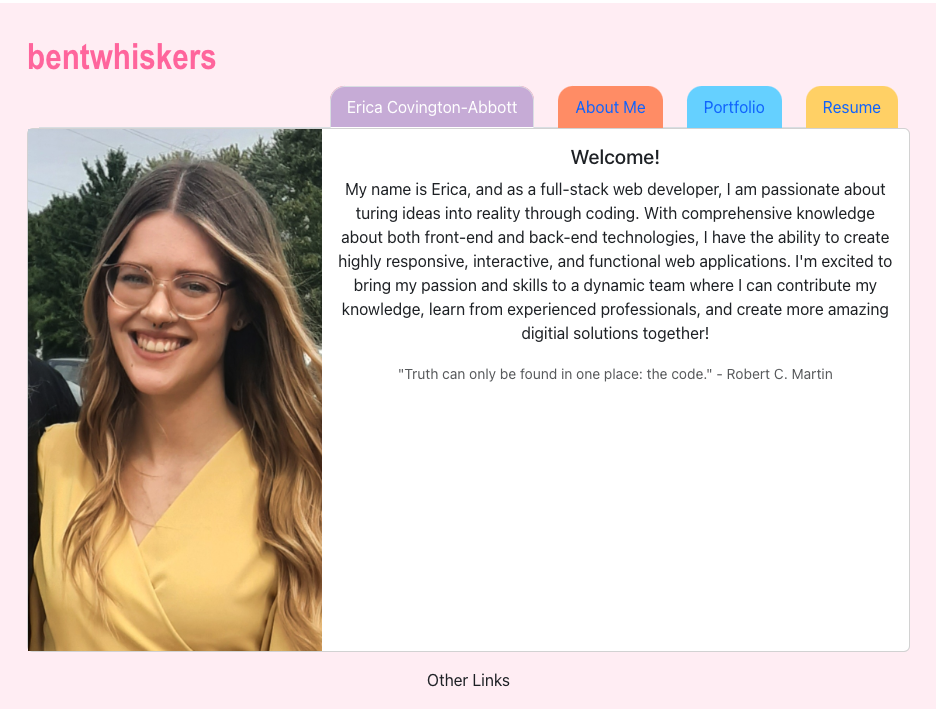 bentwhiskers
Erica Covington-Abbott
About Me
Portfolio
Resume
Welcome!
My name is Erica, and as a full-stack web developer, I am passionate about
turing ideas into reality through coding. With comprehensive knowledge
about both front-end and back-end technologies, I have the ability to create
highly responsive, interactive, and functional web applications. I'm excited to
bring my passion and skills to a dynamic team where I can contribute my
knowledge, learn from experienced professionals, and create more amazing
digitial solutions together!
"Truth can only be found in one place: the code." - Robert C. Martin
Other Links